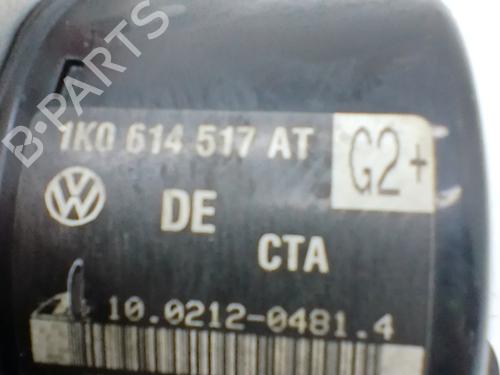 B-PARTS
1K0 614 517 AT
G2+
DE
CTA
10.0212-0481.4